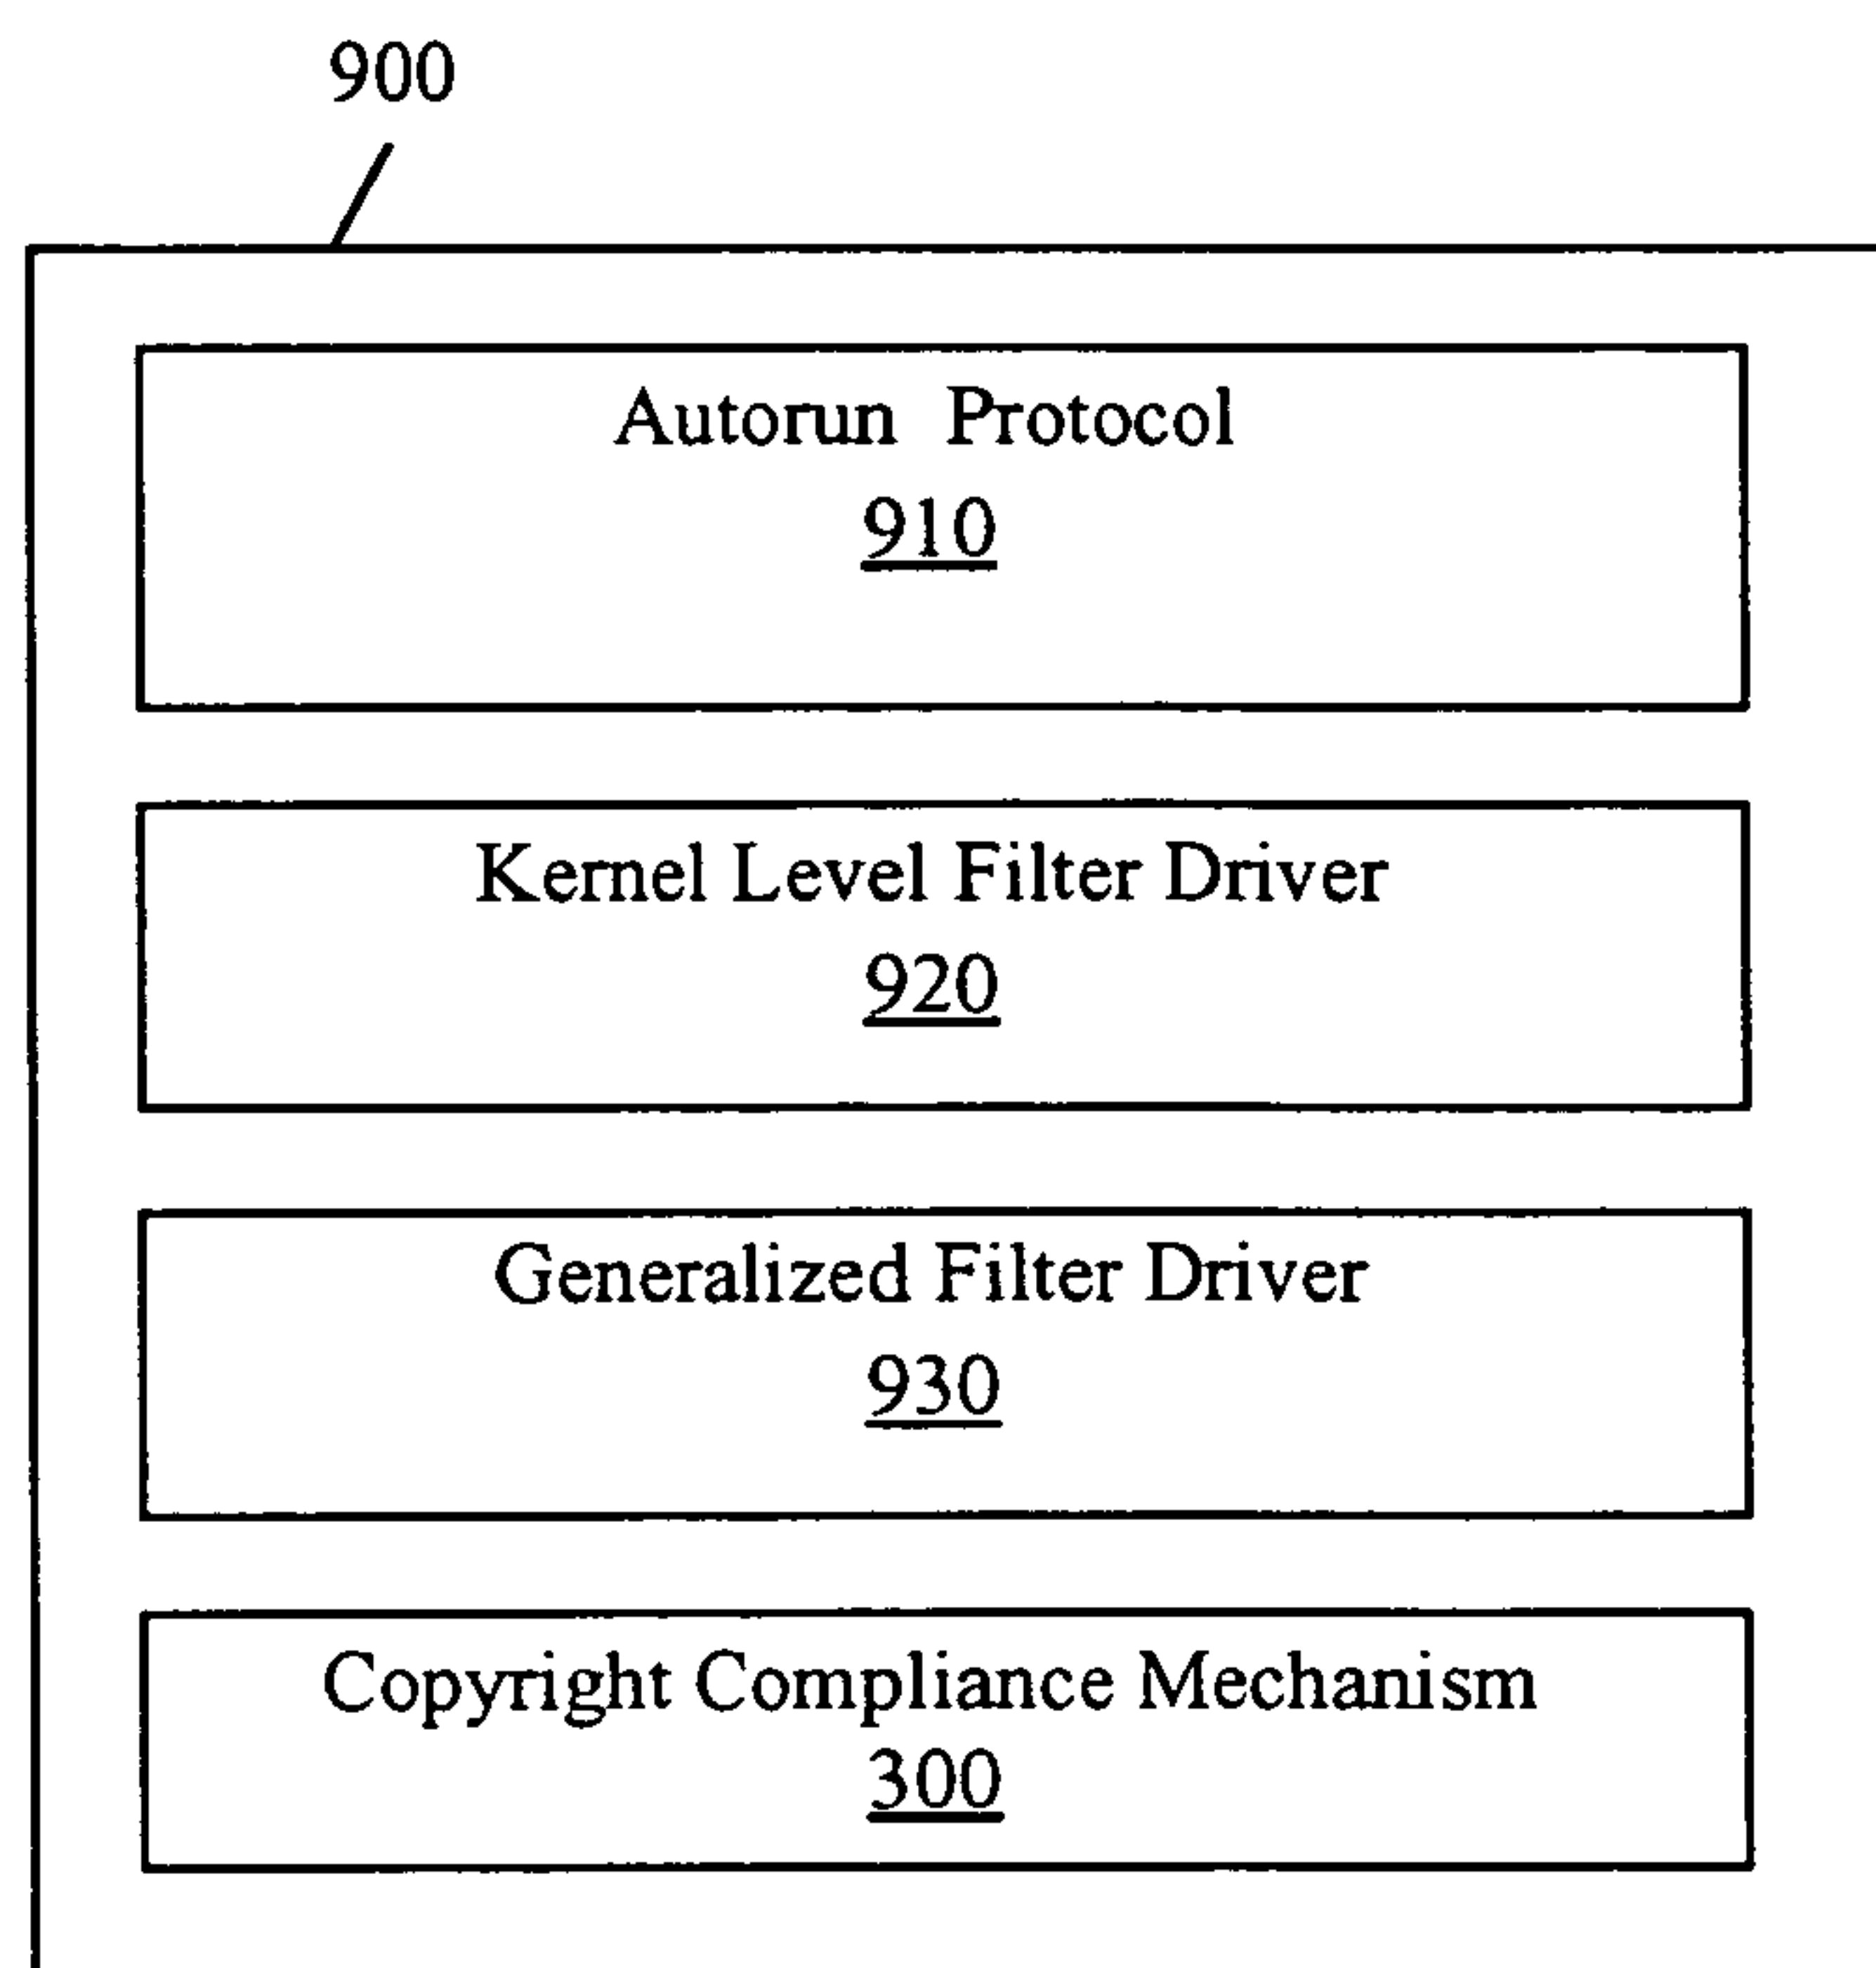 900
Autorun Protocol
910
Kernel Level Filter Driver
920
Generalized Filter Driver
930
Copyright Compliance Mechanism
300